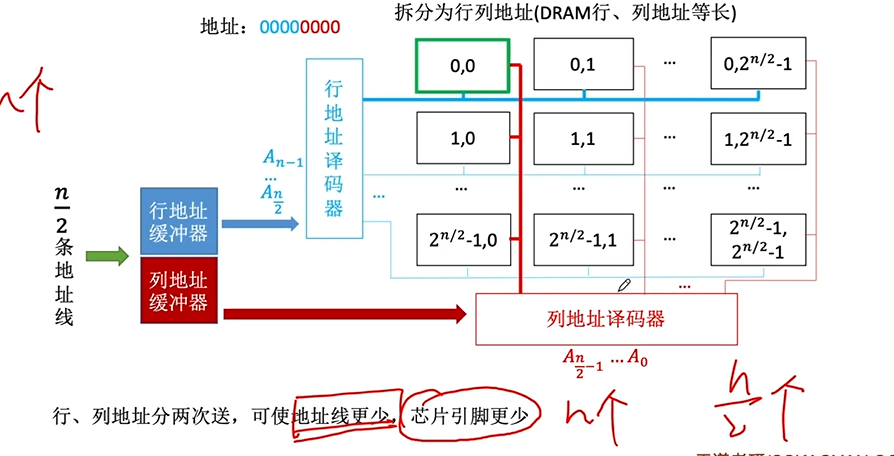 拆分为行列地址(DRAM行、列地址等长)
地址：00000000
n个
行地址译码器
0,0
0,1
...
0,2^{n/2}-1
1,0
1,1
...
1,2^{n/2}-1
A_{n-1}
...
A_{\frac{n}{2}}
...
...
...
...
2^{n/2}-1,0
2^{n/2}-1,1
...
2^{n/2}-1,
2^{n/2}-1
\frac{n}{2}条地址线
行地址
缓冲器
列地址
缓冲器
...
列地址译码器
A_{\frac{n}{2}-1} ...A_0
行、列地址分两次送，可使地址线更少，芯片引脚更少
n个
\frac{n}{2}个